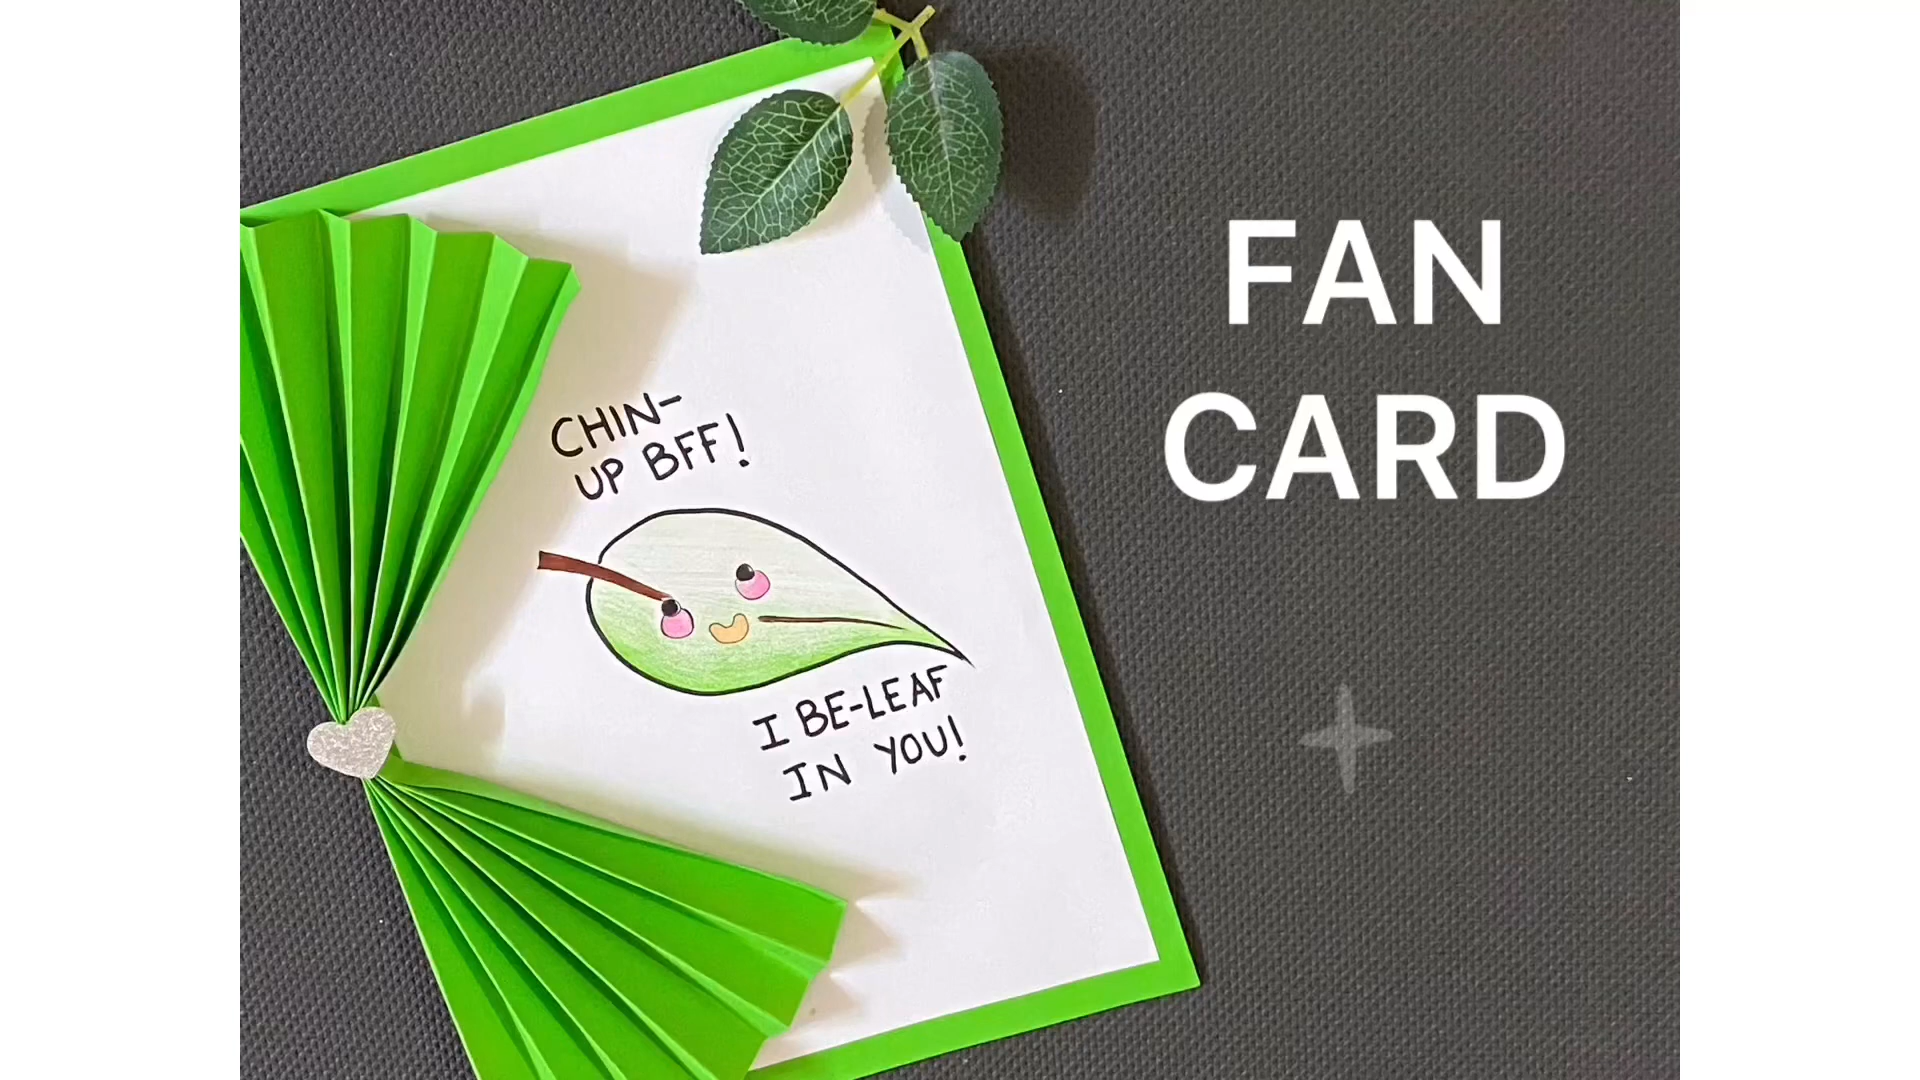 FAN
CARD
CHIN-
UP BFF!
I BE-LEAF
IN YOU!